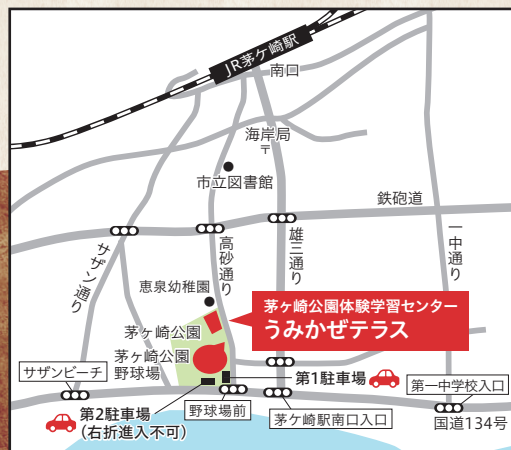 JR茅ケ崎駅
南口
海岸局
〒
市立図書館
鉄砲道
サザン通り
高砂通り
雄三通り
一中通り
恵泉幼稚園
茅ヶ崎公園体験学習センター
うみかぜテラス
茅ヶ崎公園
茅ヶ崎公園
野球場
サザンビーチ
第1駐車場
第一中学校入口
第2駐車場
(右折進入不可)
野球場前
茅ケ崎駅南口入口
国道134号